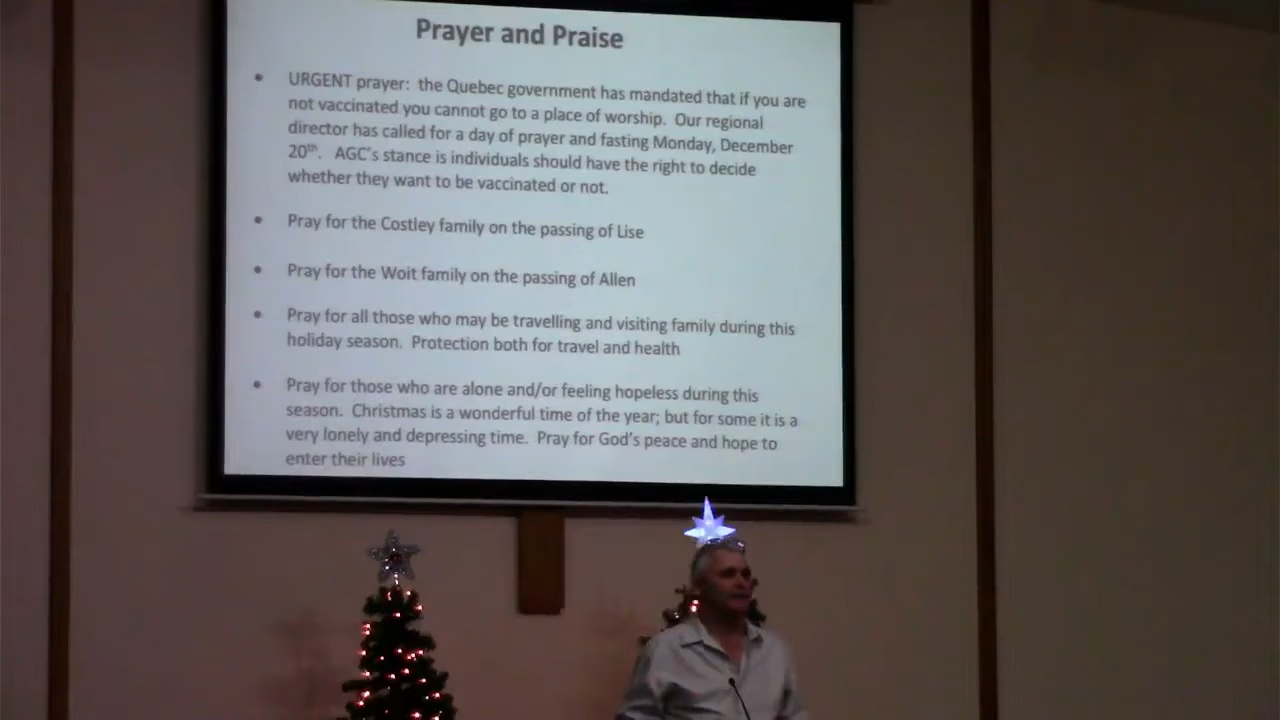 Prayer and Praise
• URGENT prayer: the Quebec government has mandated that if you are
not vaccinated you cannot go to a place of worship. Our regional
director has called for a day of prayer and fasting Monday, December
20th. AGC's stance is individuals should have the right to decide
whether they want to be vaccinated or not.
• Pray for the Costley family on the passing of Lise
• Pray for the Woit family on the passing of Allen
• Pray for all those who may be travelling and visiting family during this
holiday season. Protection both for travel and health
• Pray for those who are alone and/or feeling hopeless during this
season. Christmas is a wonderful time of the year; but for some it is a
very lonely and depressing time. Pray for God's peace and hope to
enter their lives